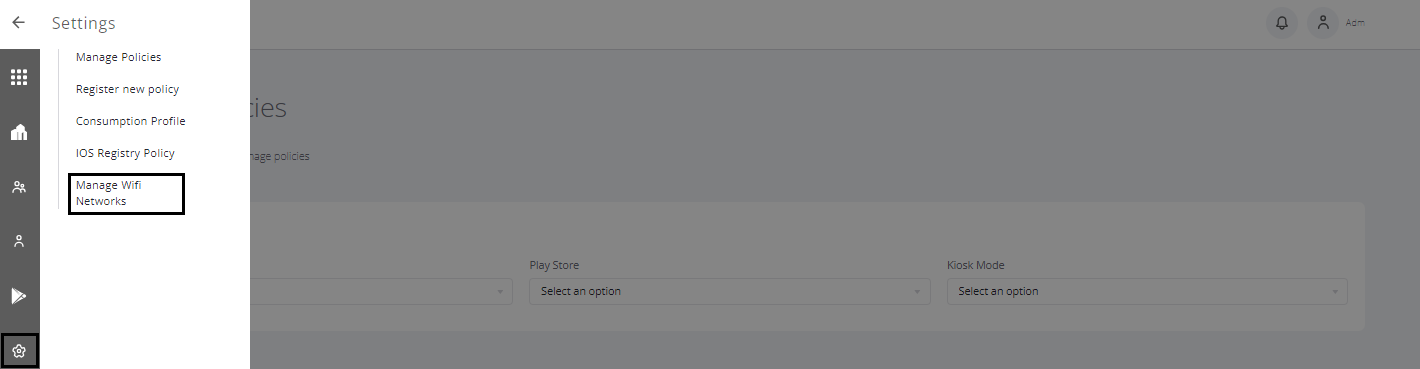 Settings
Adm
Manage Policies
Register new policy
Consumption Profile
IOS Registry Policy
Manage Wifi
Networks
cies
nage policies
Play Store
Kiosk Mode
Select an option
Select an option